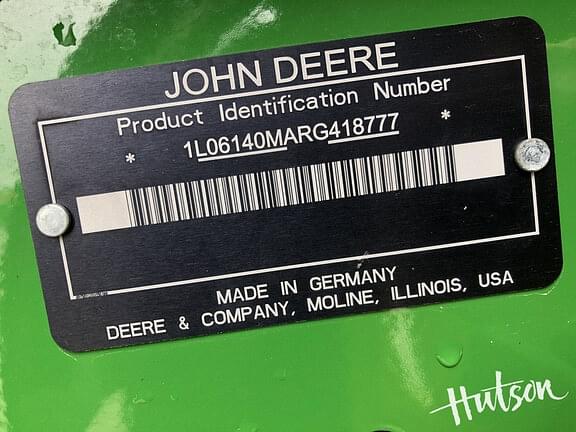 JOHN DEERE
Product Identification Number
* 1L06140MARG418777 *
MADE IN GERMANY
DEERE & COMPANY, MOLINE, ILLINOIS, USA
Hutson